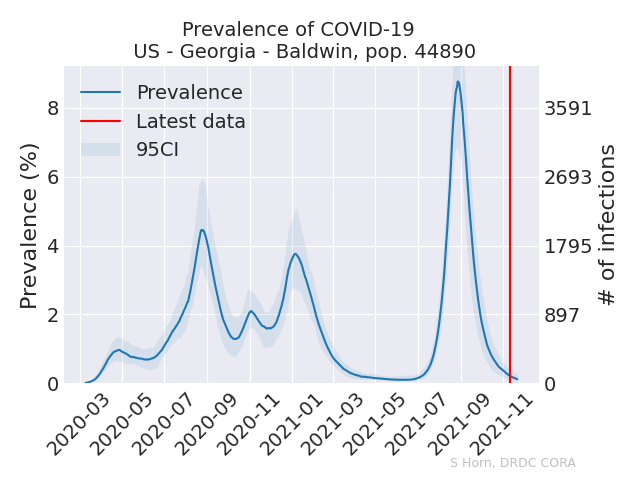 Prevalence of COVID-19
US - Georgia - Baldwin, pop. 44890
Prevalence
Latest data
95CI
Prevalence (%)
8
6
4
2
0
3591
2693
1795
897
0
# of infections
2020-03
2020-05
2020-07
2020-09
2020-11
2021-01
2021-03
2021-05
2021-07
2021-09
2021-11
S Horn, DRDC CORA